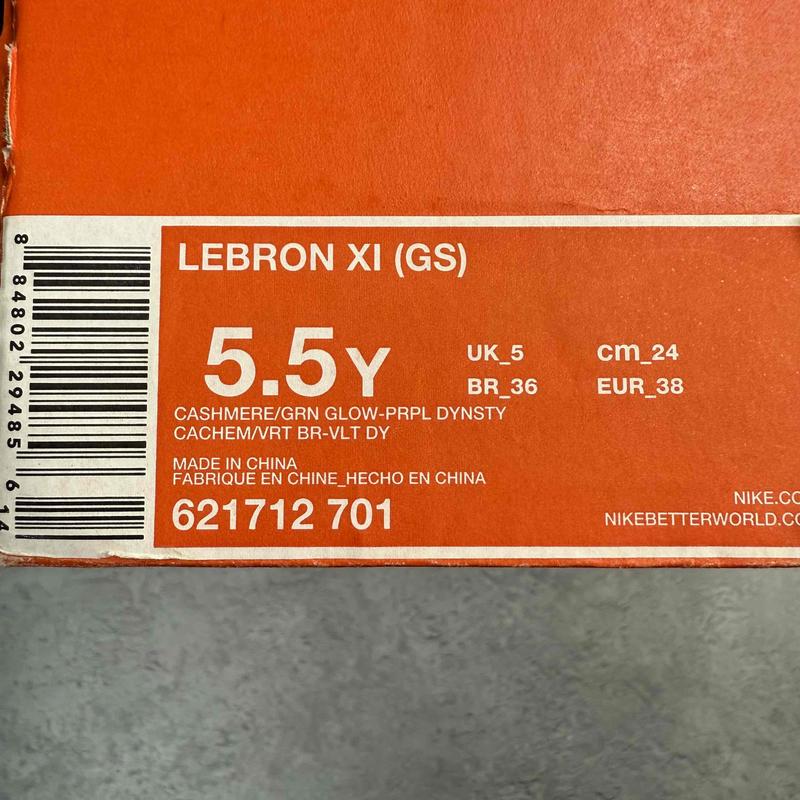 LEBRON XI (GS)
5.5Y
UK_5 cm_24
BR_36 EUR_38
CASHMERE/GRN GLOW-PRPL DYNSTY
CACHEM/VRT BR-VLT DY
MADE IN CHINA
FABRIQUE EN CHINE_HECHO EN CHINA
621712 701
NIKE.CO
NIKEBETTERWORLD.CO
8 84802 29485 6 14